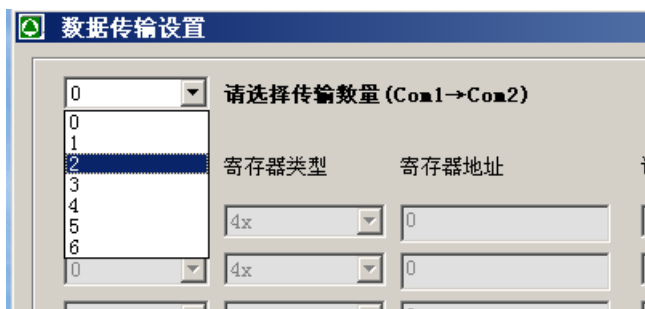 数据传输设置
0 请选择传输数量(Com1→Com2)
0
1
2 寄存器类型 寄存器地址
3
4
5 4x 0
6
0 4x 0